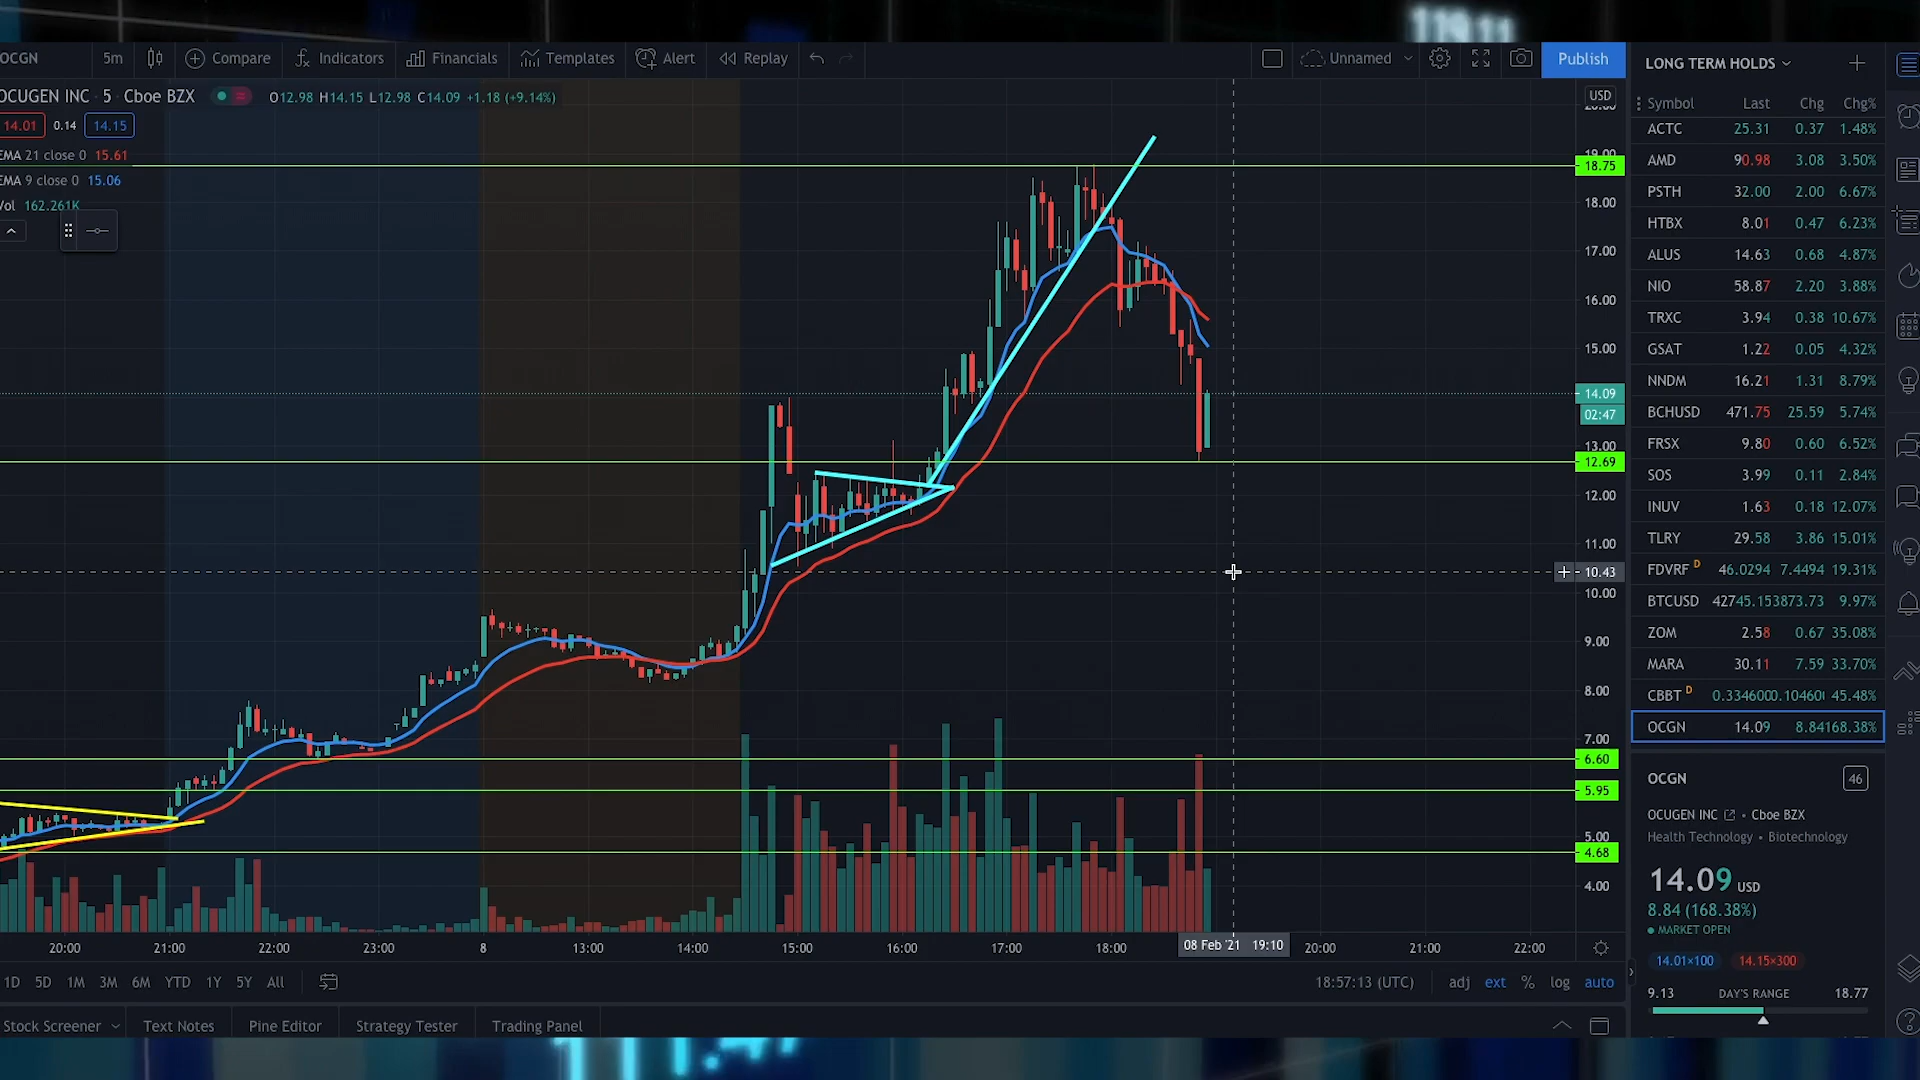 OCGN 5m Compare Indicators Financials Templates Alert Replay Unnamed Publish
OCUGEN INC · 5 · Cboe BZX O12.98 H14.15 L12.98 C14.09 +1.18 (+9.14%)
14.01 0.14 14.15
EMA 21 close 0 15.61
EMA 9 close 0 15.06
Vol 162.261K
USD
19.00
18.75
18.00
17.00
16.00
15.00
14.09
02:47
13.00
12.69
12.00
11.00
10.43
10.00
9.00
8.00
7.00
6.60
5.95
5.00
4.68
4.00
20:00 21:00 22:00 23:00 8 13:00 14:00 15:00 16:00 17:00 18:00 08 Feb '21 19:10 20:00 21:00 22:00
1D 5D 1M 3M 6M YTD 1Y 5Y All 18:57:13 (UTC) adj ext % log auto
Stock Screener Text Notes Pine Editor Strategy Tester Trading Panel
LONG TERM HOLDS
Symbol Last Chg Chg%
ACTC 25.31 0.37 1.48%
AMD 90.98 3.08 3.50%
PSTH 32.00 2.00 6.67%
HTBX 8.01 0.47 6.23%
ALUS 14.63 0.68 4.87%
NIO 58.87 2.20 3.88%
TRXC 3.94 0.38 10.67%
GSAT 1.22 0.05 4.32%
NNDM 16.21 1.31 8.79%
BCHUSD 471.75 25.59 5.74%
FRSX 9.80 0.60 6.52%
SOS 3.99 0.11 2.84%
INUV 1.63 0.18 12.07%
TLRY 29.58 3.86 15.01%
FDVRF D 46.0294 7.4494 19.31%
BTCUSD 42745.153873.73 9.97%
ZOM 2.58 0.67 35.08%
MARA 30.11 7.59 33.70%
CBBT D 0.334600 0.10460 45.48%
OCGN 14.09 8.84 168.38%
OCGN 46
OCUGEN INC · Cboe BZX
Health Technology · Biotechnology
14.09 USD
8.84 (168.38%)
MARKET OPEN
14.01×100 14.15×300
9.13 DAY'S RANGE 18.77